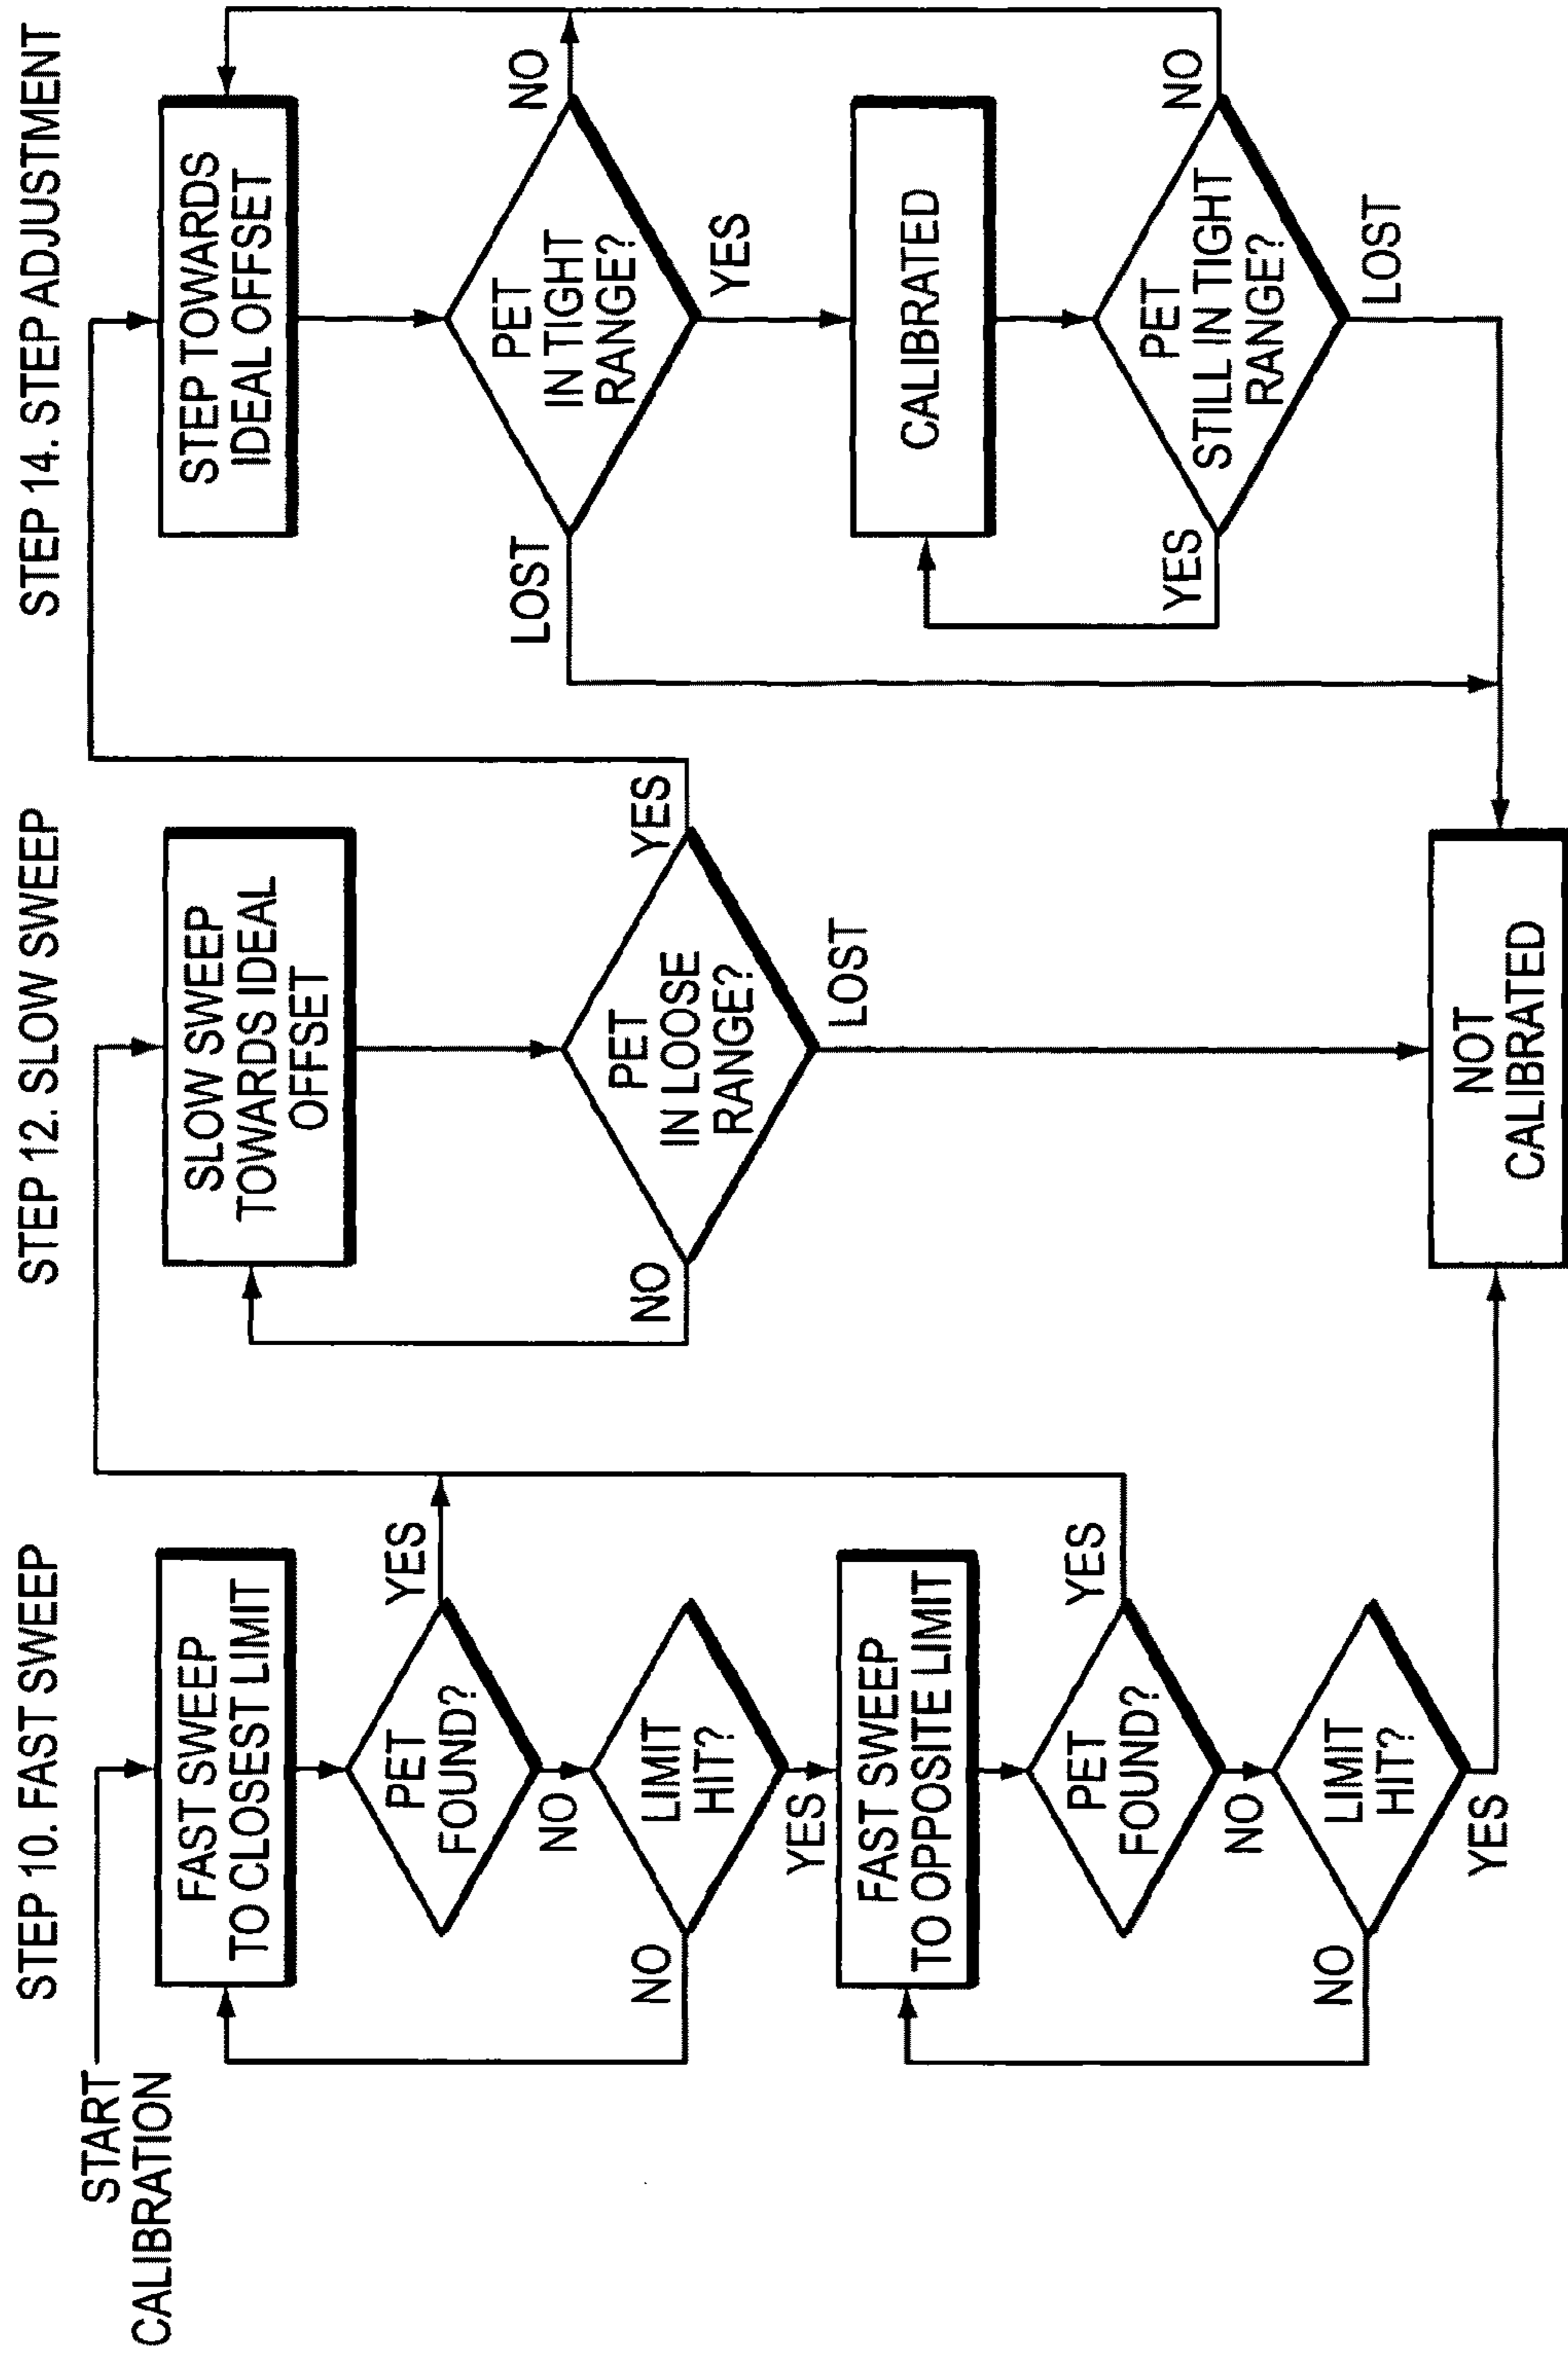 START
CALIBRATION
STEP 10. FAST SWEEP
FAST SWEEP
TO CLOSEST LIMIT
PET
FOUND?
YES
NO
LIMIT
HIT?
NO
YES
FAST SWEEP
TO OPPOSITE LIMIT
PET
FOUND?
YES
NO
LIMIT
HIT?
NO
YES
STEP 12. SLOW SWEEP
SLOW SWEEP
TOWARDS IDEAL
OFFSET
PET
IN LOOSE
RANGE?
NO
YES
LOST
NOT
CALIBRATED
STEP 14. STEP ADJUSTMENT
STEP TOWARDS
IDEAL OFFSET
PET
IN TIGHT
RANGE?
LOST
NO
YES
CALIBRATED
PET
STILL IN TIGHT
RANGE?
YES
NO
LOST